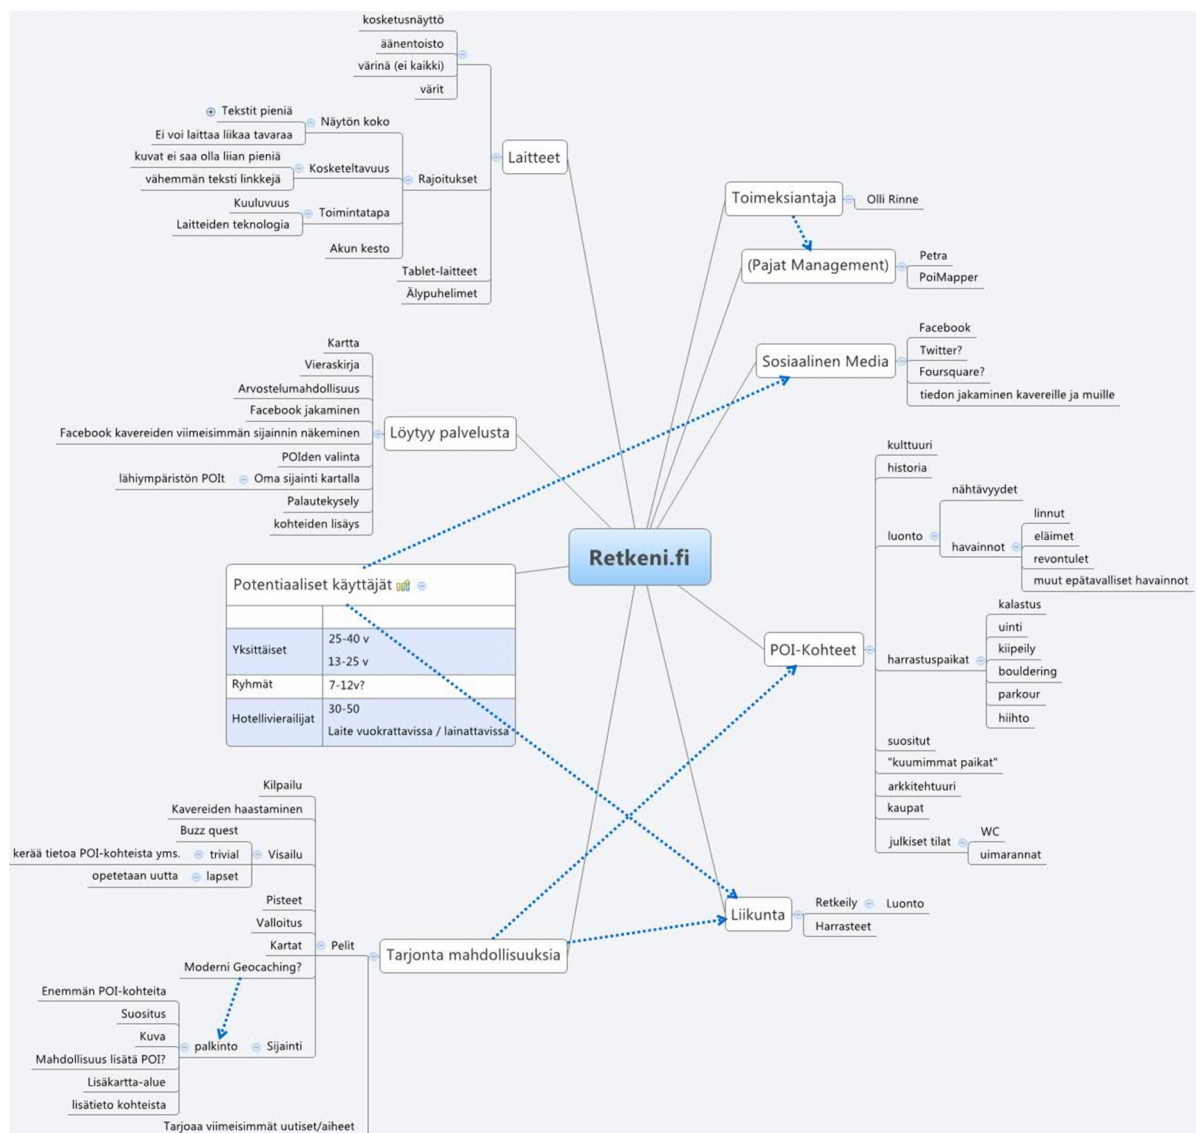 kosketusnäyttö
äänentoisto
värinä (ei kaikki)
värit
Tekstit pieniä
Näytön koko
Ei voi laittaa liikaa tavaraa
kuvat ei saa olla liian pieniä
Kosketeltavuus
vähemmän teksti linkkejä
Rajoitukset
Kuuluvuus
Toimintatapa
Laitteiden teknologia
Akun kesto
Tablet-laitteet
Älypuhelimet
Laitteet
Toimeksiantaja
Olli Rinne
(Pajat Management)
Petra
PoiMapper
Sosiaalinen Media
Facebook
Twitter?
Foursquare?
tiedon jakaminen kavereille ja muille
Kartta
Vieraskirja
Arvostelumahdollisuus
Facebook jakaminen
Facebook kavereiden viimeisimmän sijainnin näkeminen
Löytyy palvelusta
POIden valinta
lähiympäristön POIt
Oma sijainti kartalla
Palautekysely
kohteiden lisäys
Retkeni.fi
Potentiaaliset käyttäjät
Yksittäiset
25-40 v
13-25 v
Ryhmät
7-12v?
Hotellivierailijat
30-50
Laite vuokrattavissa / lainattavissa
POI-Kohteet
kulttuuri
historia
luonto
nähtävyydet
havainnot
linnut
eläimet
revontulet
muut epätavalliset havainnot
harrastuspaikat
kalastus
uinti
kiipeily
bouldering
parkour
hiihto
suositut
"kuumimmat paikat"
arkkitehtuuri
kaupat
julkiset tilat
WC
uimarannat
Liikunta
Retkeily
Luonto
Harrasteet
Tarjonta mahdollisuuksia
Pelit
Kilpailu
Kavereiden haastaminen
Buzz quest
kerää tietoa POI-kohteista yms.
trivial
Visailu
opetetaan uutta
lapset
Pisteet
Valloitus
Kartat
Moderni Geocaching?
Enemmän POI-kohteita
Suositus
Kuva
palkinto
Sijainti
Mahdollisuus lisätä POI?
Lisäkartta-alue
lisätieto kohteista
Tarjoaa viimeisimmät uutiset/aiheet